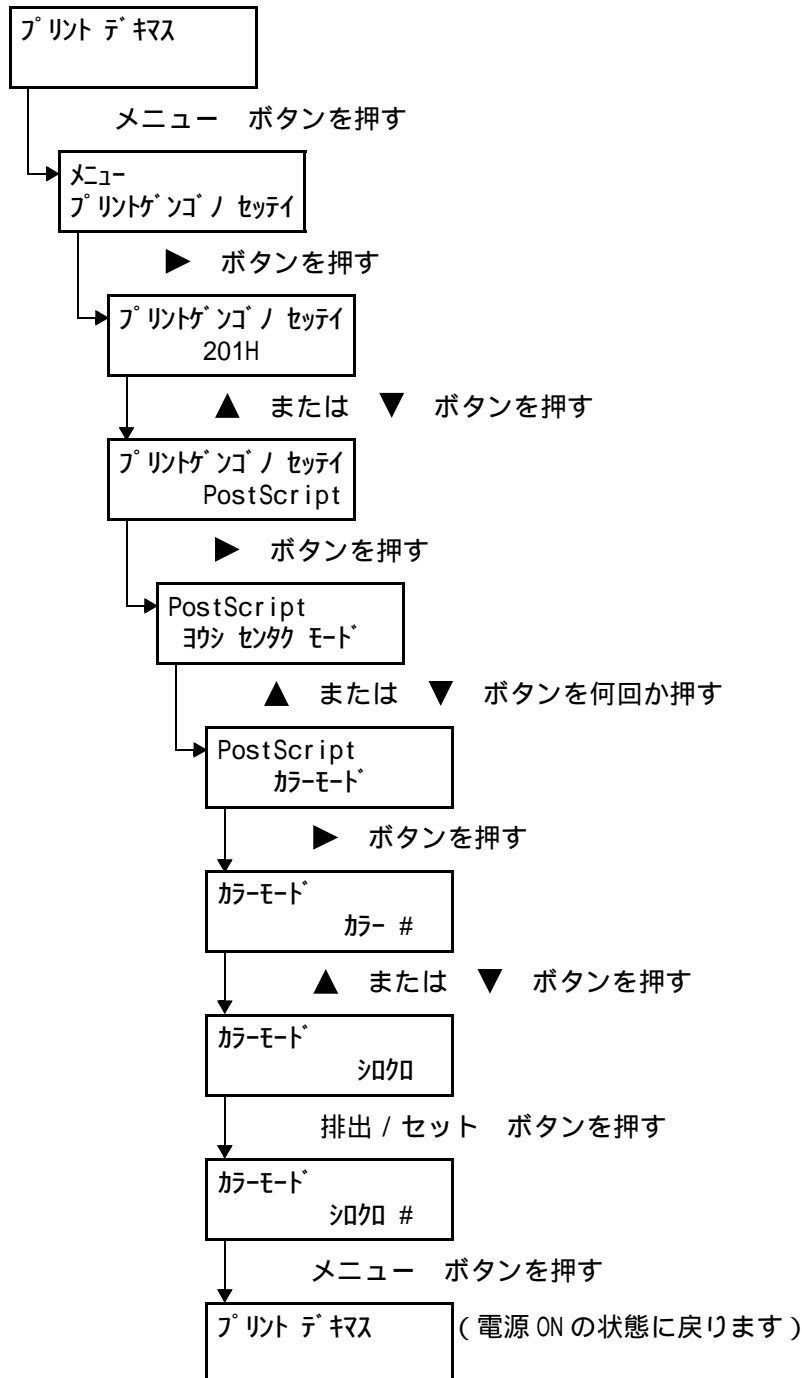 ﾌﾟﾘﾝﾄ ﾃﾞｷﾏｽ
メニュー　ボタンを押す
ﾒﾆｭｰ
ﾌﾟﾘﾝﾄｹﾞﾝｺﾞﾉ ｾｯﾃｲ
▶　ボタンを押す
ﾌﾟﾘﾝﾄｹﾞﾝｺﾞﾉ ｾｯﾃｲ
201H
▲　または　▼　ボタンを押す
ﾌﾟﾘﾝﾄｹﾞﾝｺﾞﾉ ｾｯﾃｲ
PostScript
▶　ボタンを押す
PostScript
ﾖｳｼ ｾﾝﾀｸ ﾓｰﾄﾞ
▲　または　▼　ボタンを何回か押す
PostScript
ｶﾗｰﾓｰﾄﾞ
▶　ボタンを押す
ｶﾗｰﾓｰﾄﾞ
ｶﾗｰ #
▲　または　▼　ボタンを押す
ｶﾗｰﾓｰﾄﾞ
ｼﾛｸﾛ
排出 / セット　ボタンを押す
ｶﾗｰﾓｰﾄﾞ
ｼﾛｸﾛ #
メニュー　ボタンを押す
ﾌﾟﾘﾝﾄ ﾃﾞｷﾏｽ （電源 ON の状態に戻ります）